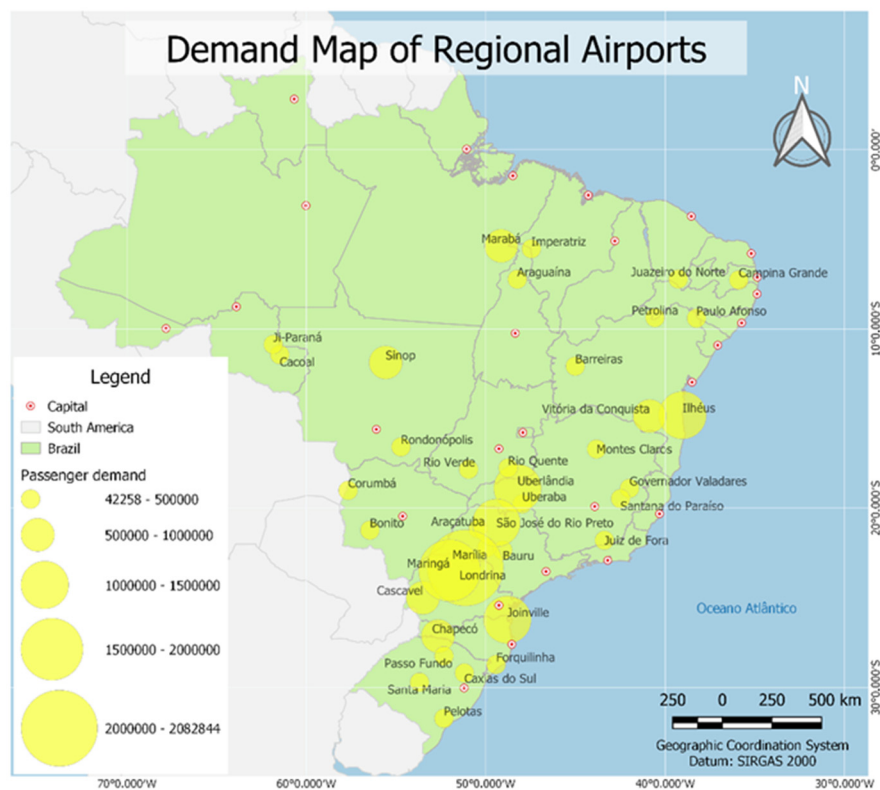 Demand Map of Regional Airports
N
0°0.000'
Marabá
Imperatriz
Araguaína
Juazeiro do Norte
Campina Grande
Petrolina
Paulo Afonso
10°0.000'S
Ji-Paraná
Cacoal
Sinop
Barreiras
Vitória da Conquista
Ilhéus
Rondonópolis
Montes Claros
Rio Verde
Rio Quente
Corumbá
Uberlândia
Governador Valadares
Uberaba
Santana do Paraíso
20°0.000'S
Bonito
Araçatuba
São José do Rio Preto
Juiz de Fora
Marília
Bauru
Maringá
Londrina
Cascavel
Joinville
Oceano Atlântico
Chapecó
Forquilinha
Passo Fundo
Caxias do Sul
Santa Maria
Pelotas
30°0.000'S
Legend
Capital
South America
Brazil
Passenger demand
42258 - 500000
500000 - 1000000
1000000 - 1500000
1500000 - 2000000
2000000 - 2082844
250 0 250 500 km
Geographic Coordination System
Datum: SIRGAS 2000
70°0.000'W 60°0.000'W 50°0.000'W 40°0.000'W 30°0.000'W